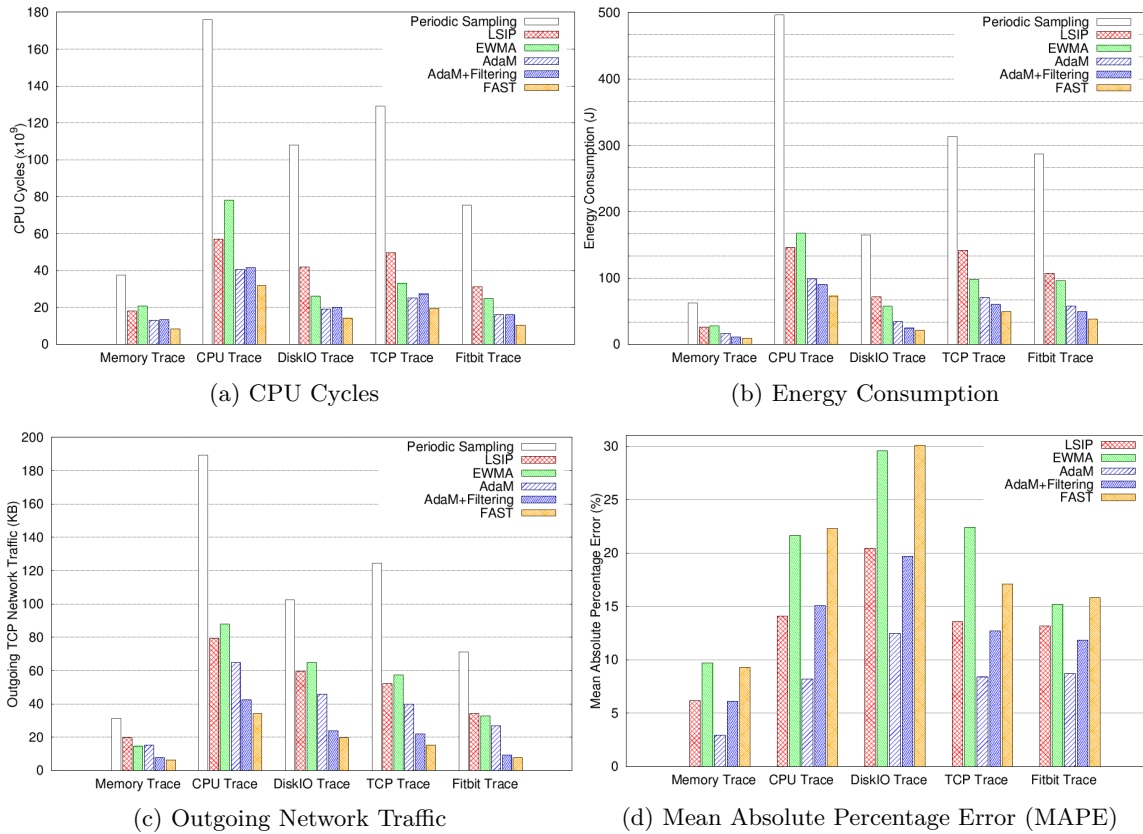 180
160
140
120
100
80
60
40
20
0
CPU Cycles (x10^9)
Periodic Sampling
LSIP
EWMA
AdaM
AdaM+Filtering
FAST
Memory Trace CPU Trace DiskIO Trace TCP Trace Fitbit Trace
(a) CPU Cycles
500
400
300
200
100
0
Energy Consumption (J)
Periodic Sampling
LSIP
EWMA
AdaM
AdaM+Filtering
FAST
Memory Trace CPU Trace DiskIO Trace TCP Trace Fitbit Trace
(b) Energy Consumption
200
180
160
140
120
100
80
60
40
20
0
Outgoing TCP Network Traffic (KB)
Periodic Sampling
LSIP
EWMA
AdaM
AdaM+Filtering
FAST
Memory Trace CPU Trace DiskIO Trace TCP Trace Fitbit Trace
(c) Outgoing Network Traffic
30
25
20
15
10
5
0
Mean Absolute Percentage Error (%)
LSIP
EWMA
AdaM
AdaM+Filtering
FAST
Memory Trace CPU Trace DiskIO Trace TCP Trace Fitbit Trace
(d) Mean Absolute Percentage Error (MAPE)